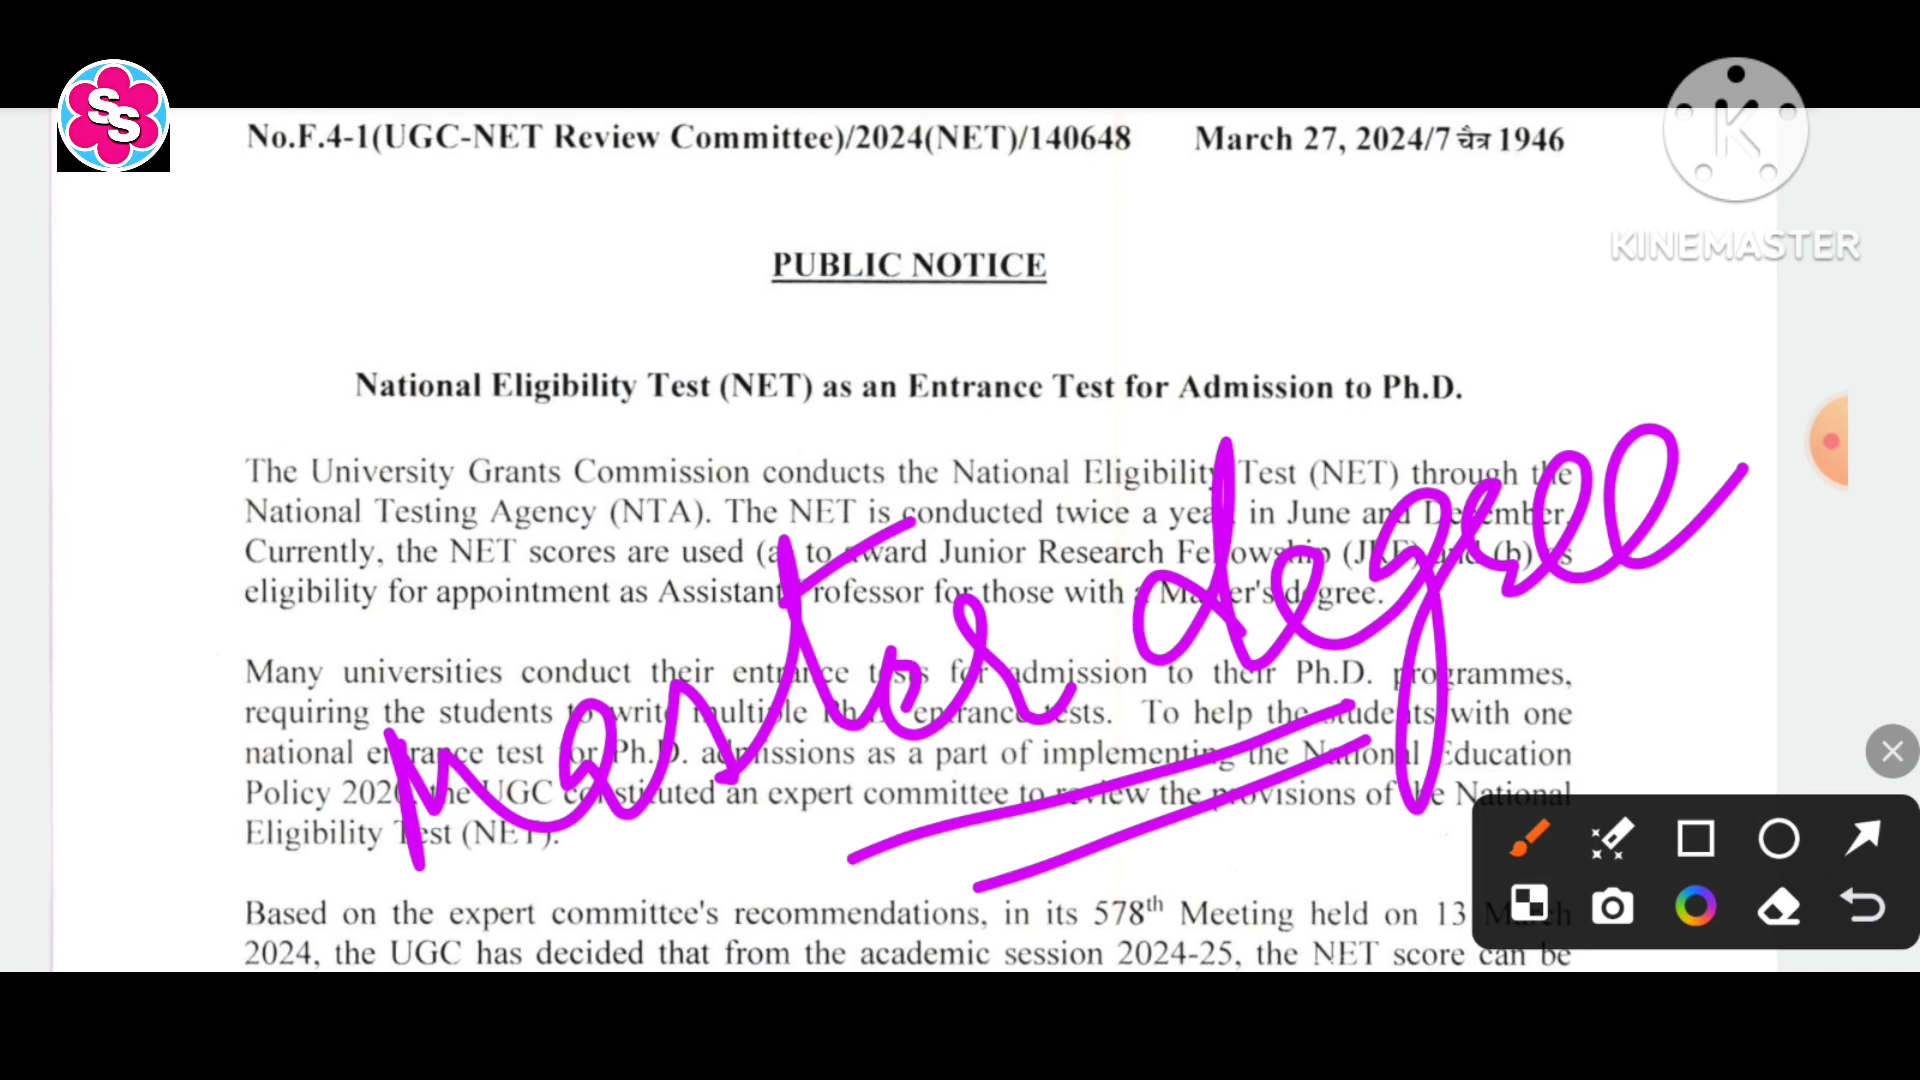 SS
No.F.4-1(UGC-NET Review Committee)/2024(NET)/140648 March 27, 2024/7 चैत्र 1946
K
KINEMASTER
PUBLIC NOTICE
National Eligibility Test (NET) as an Entrance Test for Admission to Ph.D.
The University Grants Commission conducts the National Eligibility Test (NET) through the
National Testing Agency (NTA). The NET is conducted twice a year, in June and December.
Currently, the NET scores are used (a) to award Junior Research Fellowship (JRF) and (b) as
eligibility for appointment as Assistant Professor for those with a Master's degree.
master degree
Many universities conduct their entrance tests for admission to their Ph.D. programmes,
requiring the students to write multiple Ph.D. entrance tests. To help the students with one
national entrance test for Ph.D. admissions as a part of implementing the National Education
Policy 2020, the UGC constituted an expert committee to review the provisions of the National
Eligibility Test (NET).
Based on the expert committee's recommendations, in its 578th Meeting held on 13 March
2024, the UGC has decided that from the academic session 2024-25, the NET score can be